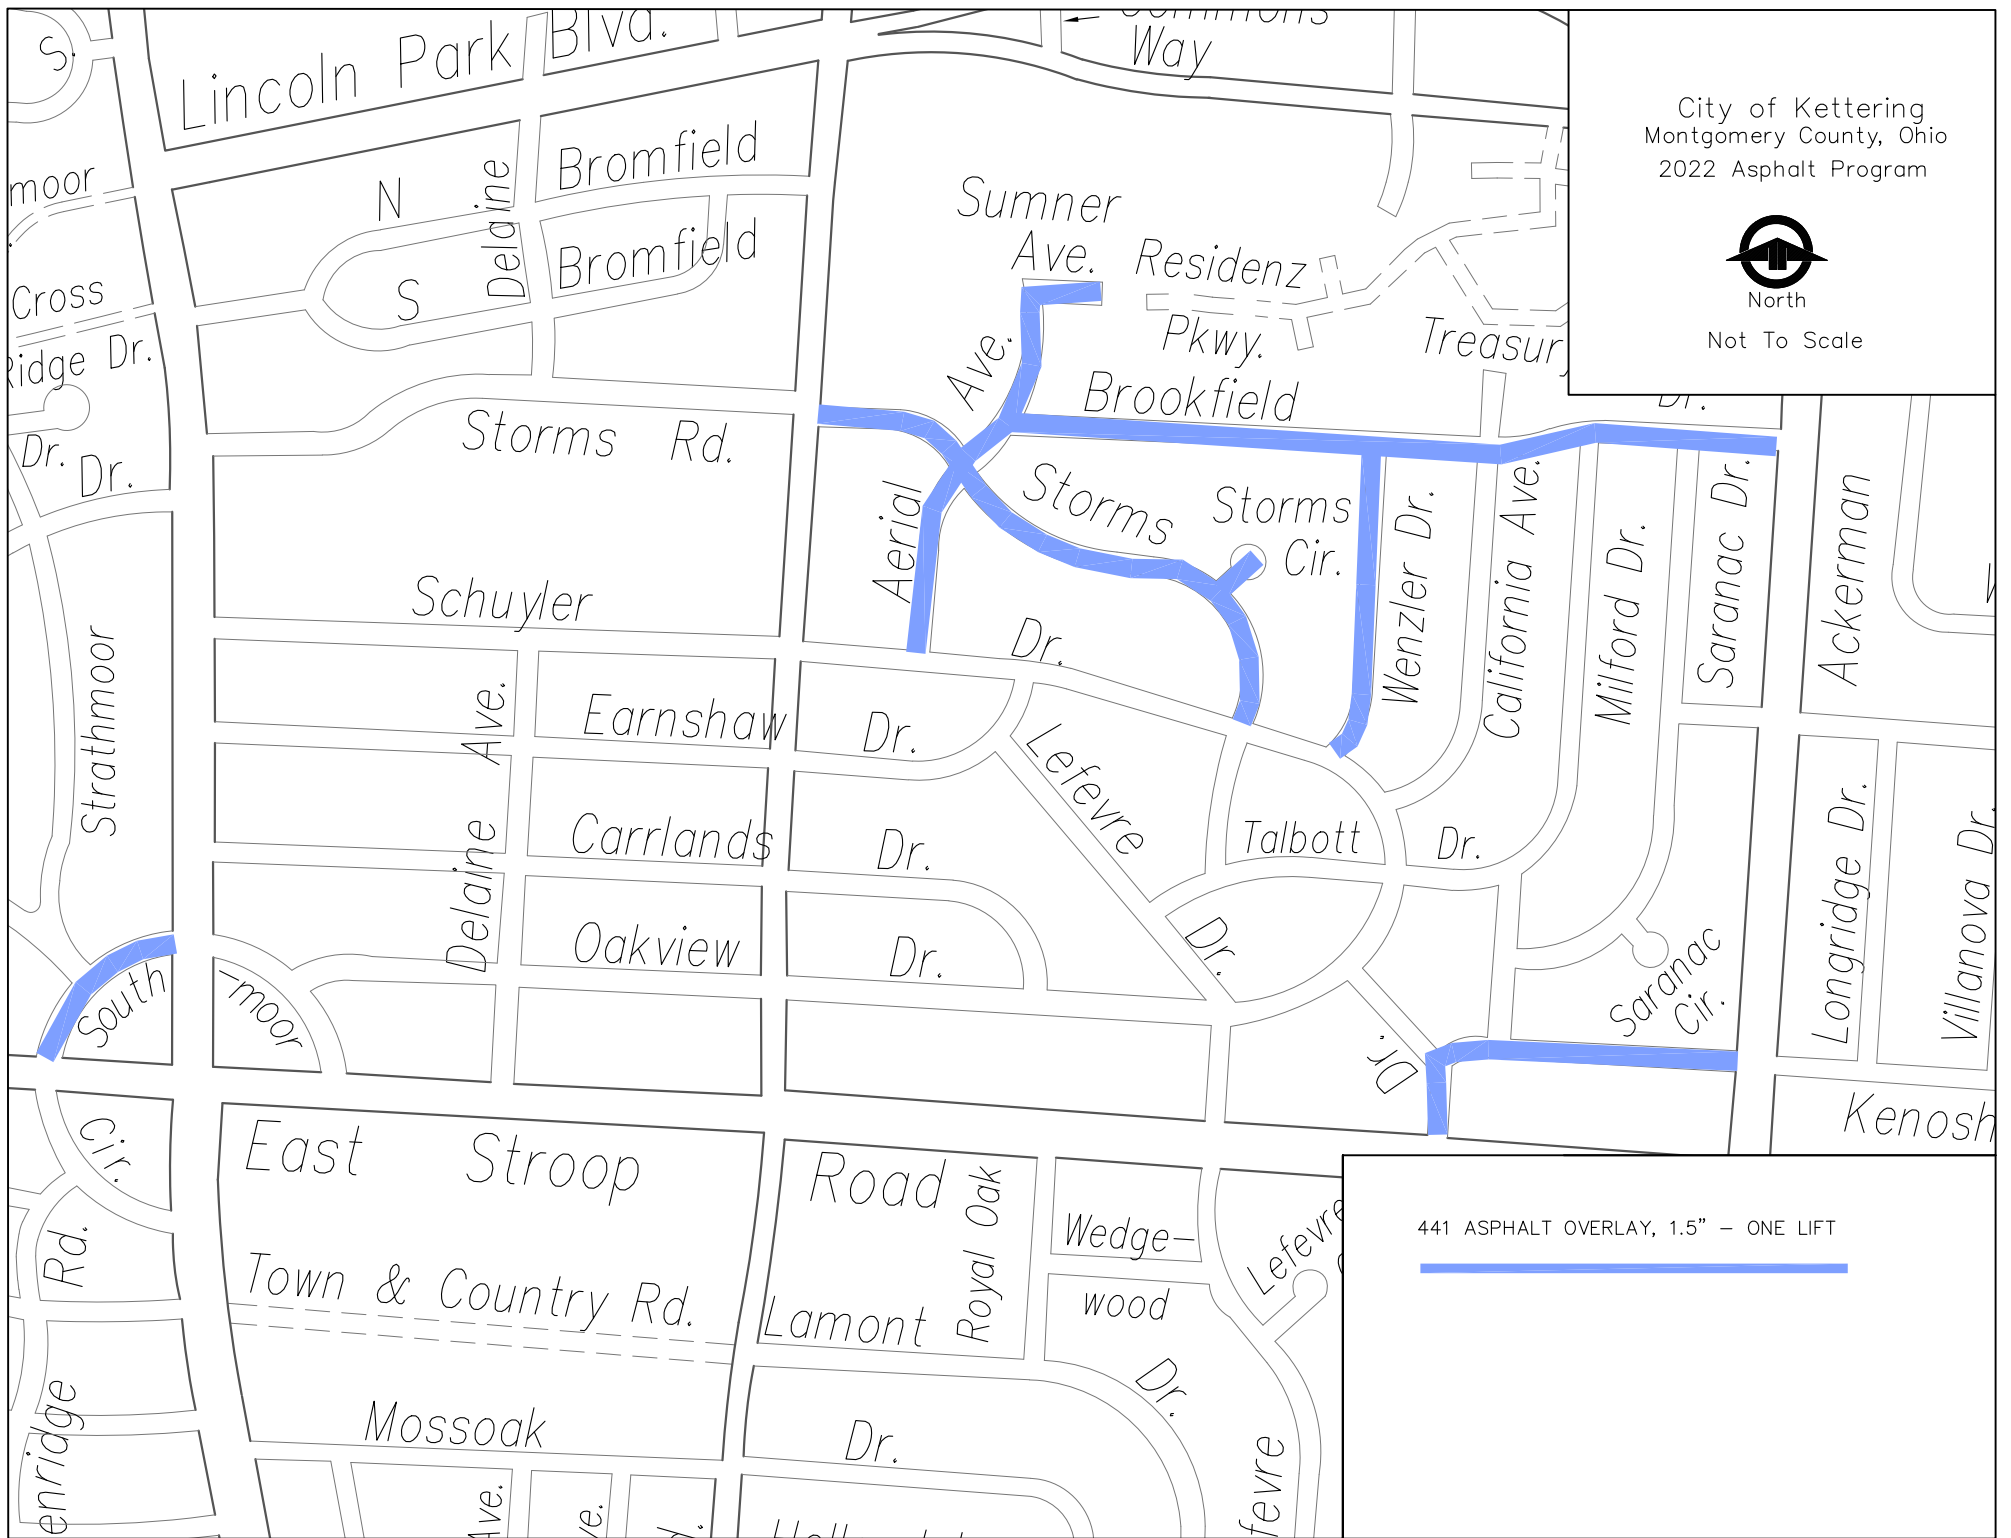 S.
Lincoln Park Blvd.
Way
City of Kettering
Montgomery County, Ohio
2022 Asphalt Program
North
Not To Scale
moor
N
Delaine
Bromfield
Sumner
Ave.
S
Bromfield
Residenz
Pkwy.
Cross
Ridge Dr.
Treasur
Ave.
Brookfield
Dr.
Dr.
Dr.
Storms Rd.
Storms
Storms
Cir.
Aerial
Wenzler Dr.
California Ave.
Milford Dr.
Saranac Dr.
Ackerman
Schuyler
Dr.
Strathmoor
Delaine Ave.
Earnshaw
Dr.
Lefevre
Carrlands
Dr.
Talbott
Dr.
Longridge Dr.
Villanova Dr.
Oakview
Dr.
Dr.
South
-moor
Saranac
Cir.
Dr.
Kenosh
Cir.
East Stroop Road
Royal Oak
Wedge-
wood
Dr.
Lefevre
Rd.
Town & Country Rd.
Lamont
441 ASPHALT OVERLAY, 1.5" – ONE LIFT
enridge
Mossoak
Dr.
fevre
Ave.
ve.
d.